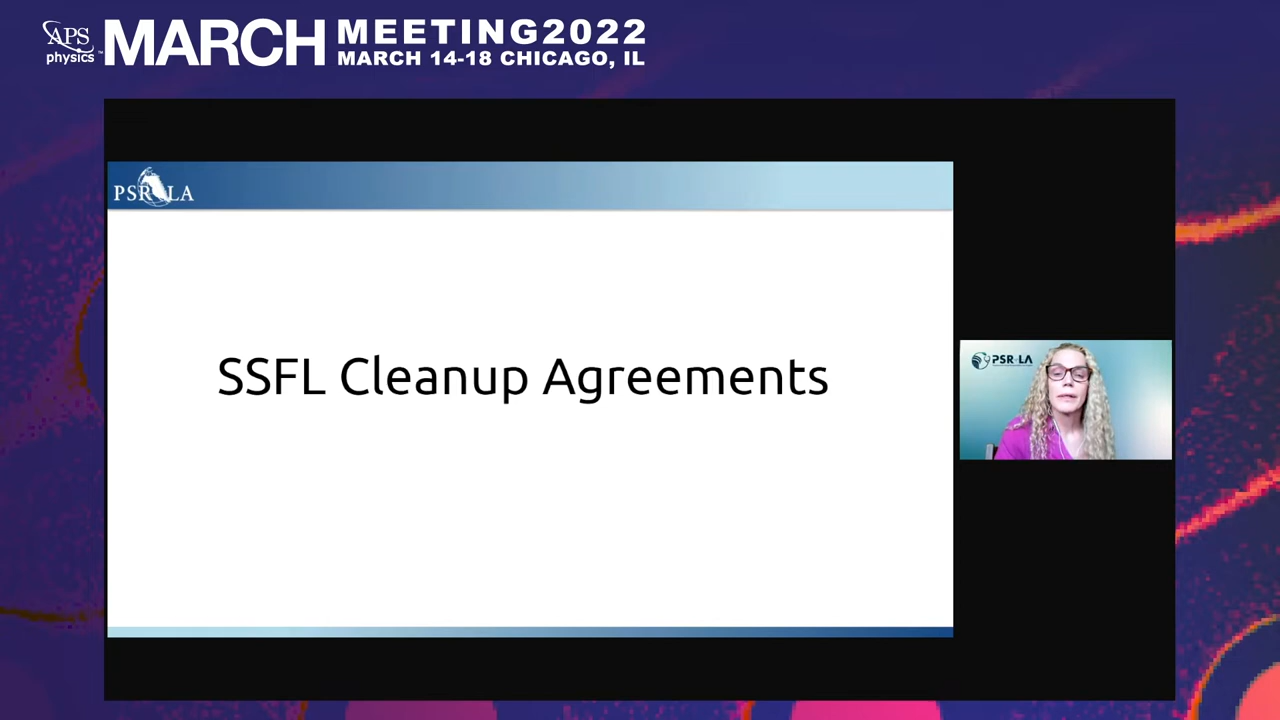 APS
physics
MARCH
MEETING2022
MARCH 14-18 CHICAGO, IL
PSR LA
SSFL Cleanup Agreements
PSR-LA